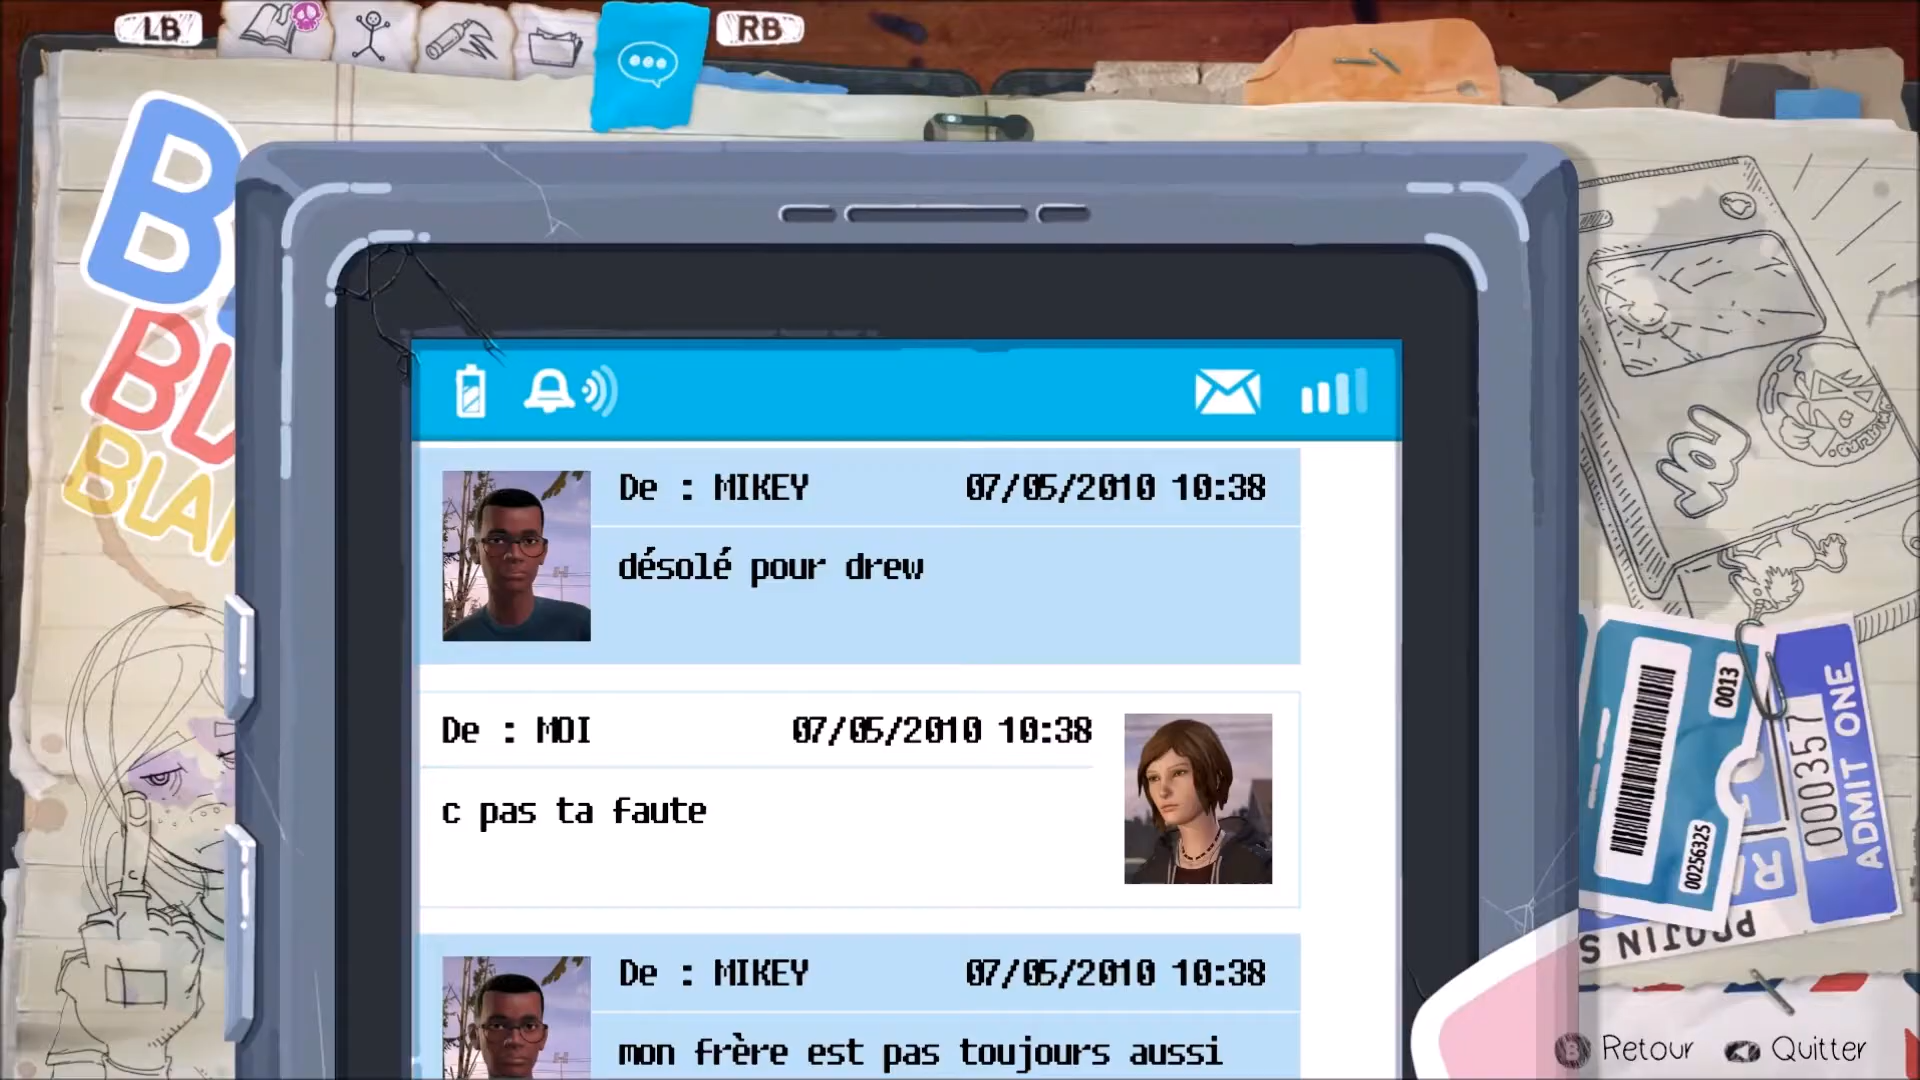 LB
RB
De : MIKEY 07/05/2010 10:38
désolé pour drew
De : MOI 07/05/2010 10:38
c pas ta faute
De : MIKEY 07/05/2010 10:38
mon frère est pas toujours aussi
0013
00256325
000357
ADMIT ONE
Retour
Quitter